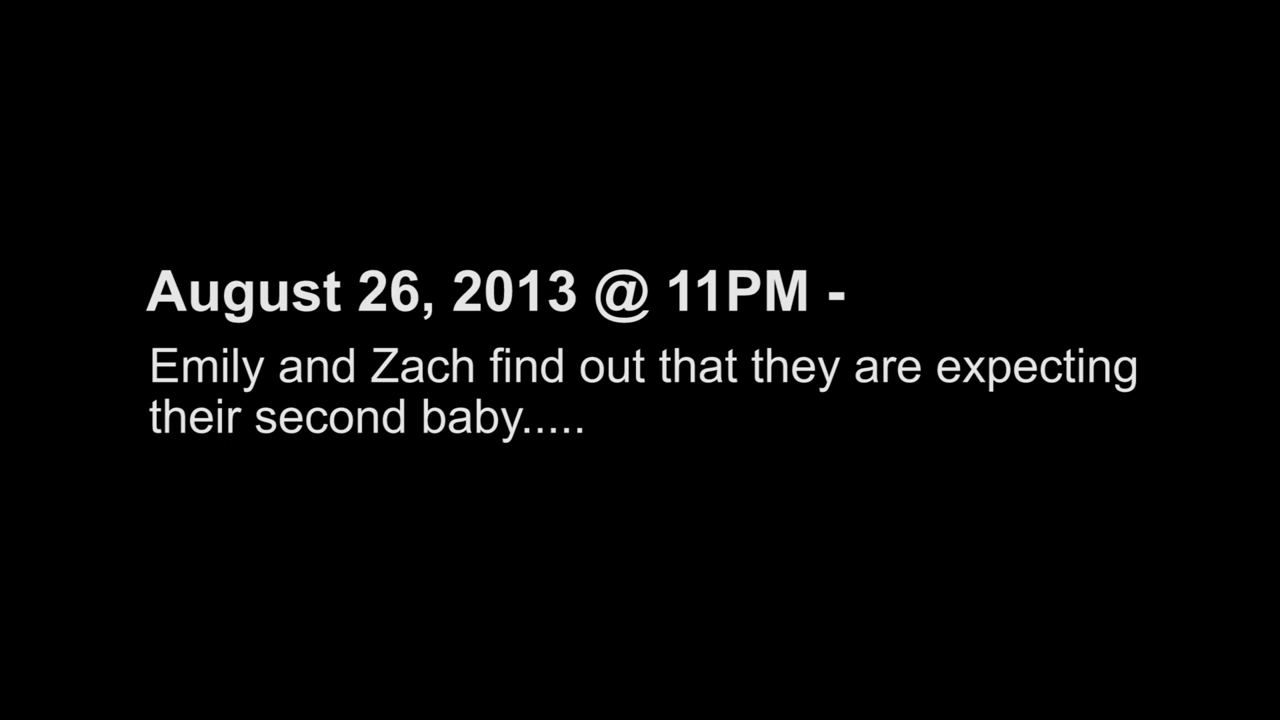 August 26, 2013 @ 11PM -
Emily and Zach find out that they are expecting
their second baby.....